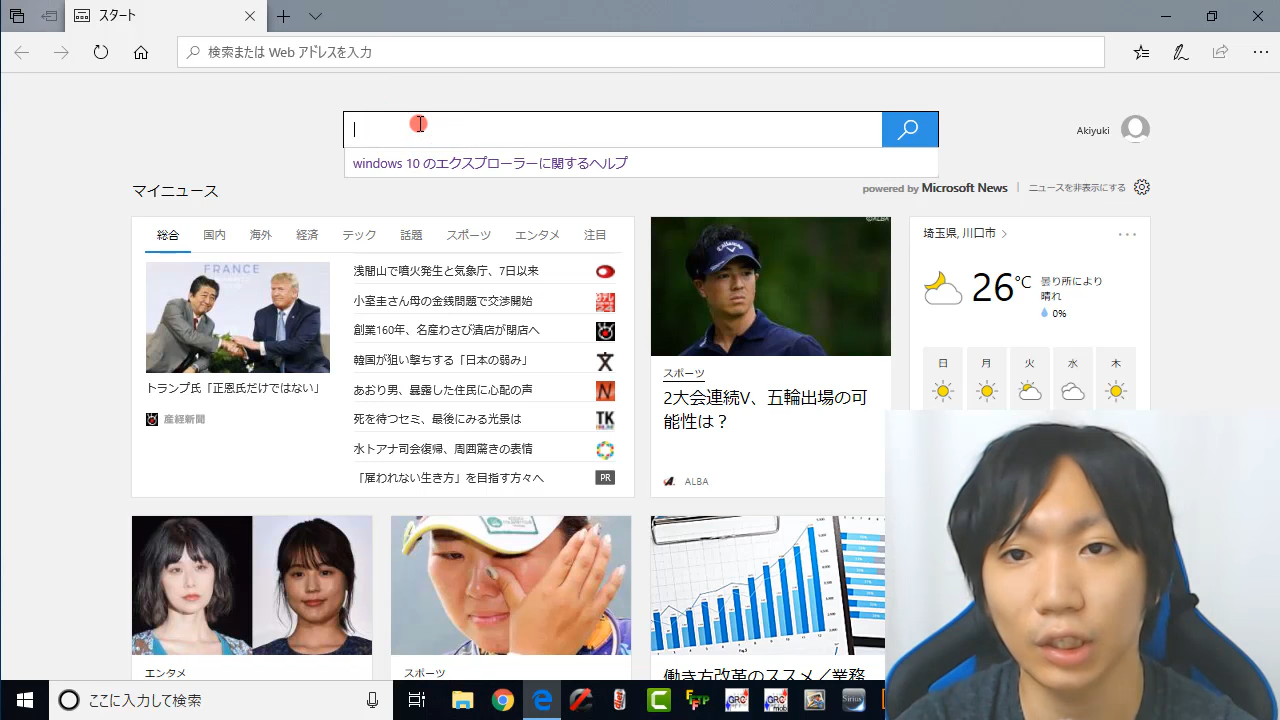 スタート
検索または Web アドレスを入力
windows 10 のエクスプローラーに関するヘルプ
Akiyuki
マイニュース
powered by Microsoft News
ニュースを非表示にする
総合 国内 海外 経済 テック 話題 スポーツ エンタメ 注目
FRANCE
浅間山で噴火発生と気象庁、7日以来
小室圭さん母の金銭問題で交渉開始
創業160年、名産わさび漬店が閉店へ
韓国が狙い撃ちする「日本の弱み」
あおり男、暴露した住民に心配の声
死を待つセミ、最後にみる光景は
水トアナ司会復帰、周囲驚きの表情
「雇われない生き方」を目指す方々へ
PR
トランプ氏「正恩氏だけではない」
産経新聞
©ALBA
Callaway
スポーツ
2大会連続V、五輪出場の可
能性は？
ALBA
埼玉県, 川口市
26°C
曇り所により
晴れ
0%
日 月 火 水 木
エンタメ
スポーツ
働き方改革のススメ／業務
ここに入力して検索